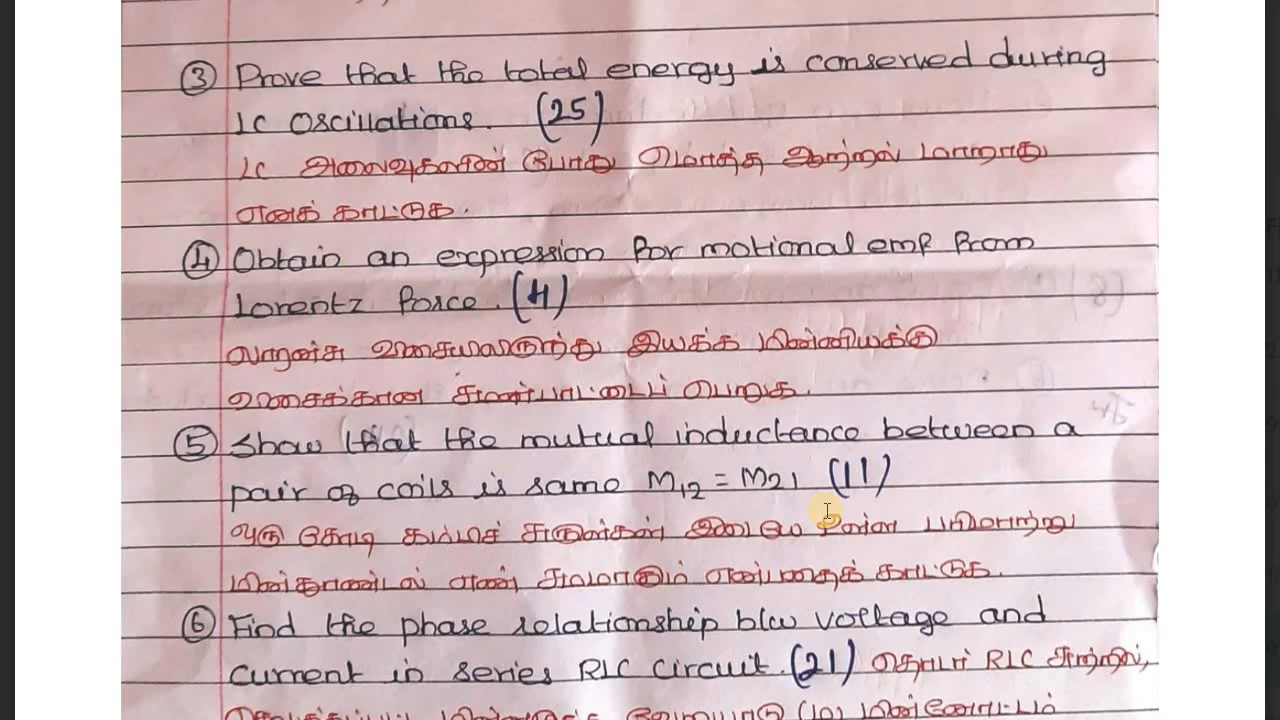 ③ Prove that the total energy is conserved during
LC Oscillations. (25)
LC அலைவுகளின் போது மொத்த ஆற்றல் மாறாது
எனக் காட்டுக.
④ Obtain an expression for motional emf from
Lorentz force. (4)
லாரன்சு விசையிலிருந்து இயக்க மின்னியக்கு
விசைக்கான சமன்பாட்டைப் பெறுக.
⑤ Show that the mutual inductance between a
pair of coils is same M₁₂ = M21 (11)
ஒரு சோடி கம்பிச் சுருள்கள் இடையே உள்ள பரிமாற்று
மின்தூண்டல் எண் சமமாகும் என்பதைக் காட்டுக.
⑥ Find the phase relationship b/w voltage and
current in series RLC circuit. (21) தொடர் RLC சுற்றில்,